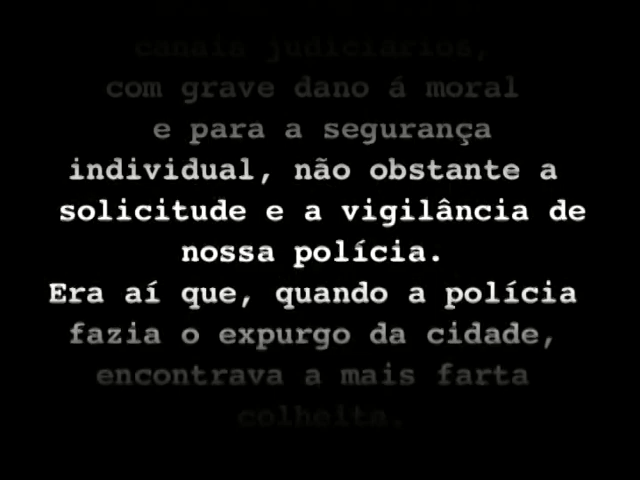 canais judiciários,
com grave dano á moral
e para a segurança
individual, não obstante a
solicitude e a vigilância de
nossa polícia.
Era aí que, quando a polícia
fazia o expurgo da cidade,
encontrava a mais farta
colheita.